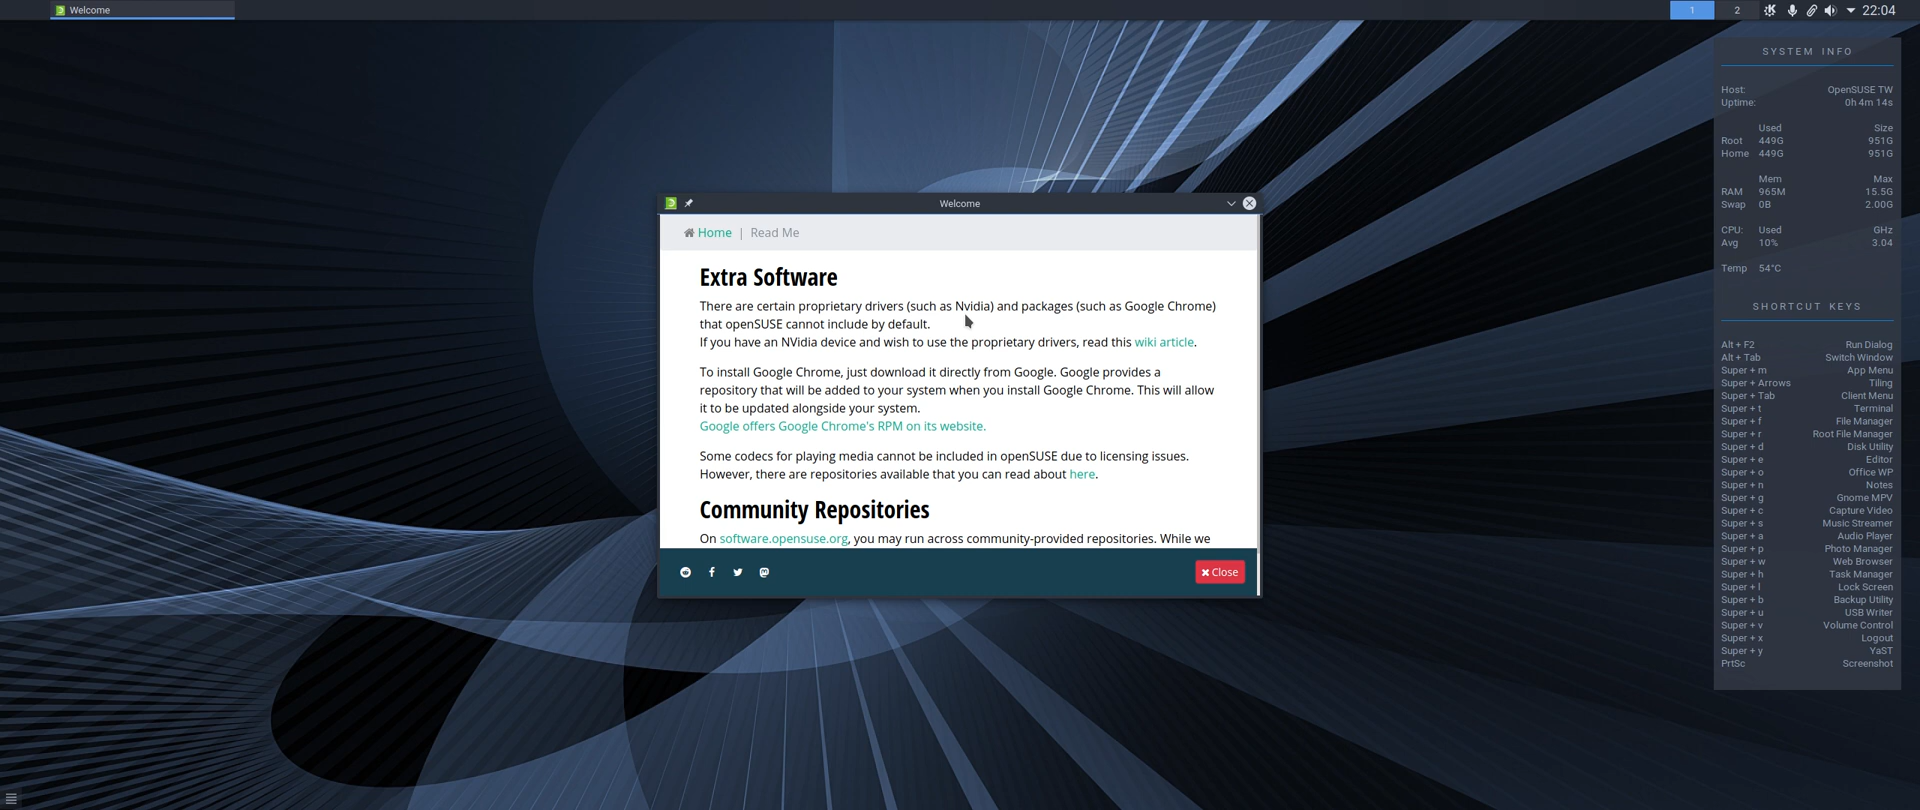 Welcome
1 2 22:04
Welcome
Home | Read Me
Extra Software
There are certain proprietary drivers (such as Nvidia) and packages (such as Google Chrome)
that openSUSE cannot include by default.
If you have an NVidia device and wish to use the proprietary drivers, read this wiki article.
To install Google Chrome, just download it directly from Google. Google provides a
repository that will be added to your system when you install Google Chrome. This will allow
it to be updated alongside your system.
Google offers Google Chrome's RPM on its website.
Some codecs for playing media cannot be included in openSUSE due to licensing issues.
However, there are repositories available that you can read about here.
Community Repositories
On software.opensuse.org, you may run across community-provided repositories. While we
Close
SYSTEM INFO
Host: OpenSUSE TW
Uptime: 0h 4m 14s
Used Size
Root 449G 951G
Home 449G 951G
Mem Max
RAM 965M 15.5G
Swap 0B 2.00G
CPU: Used GHz
Avg 10% 3.04
Temp 54°C
SHORTCUT KEYS
Alt + F2 Run Dialog
Alt + Tab Switch Window
Super + m App Menu
Super + Arrows Tiling
Super + Tab Client Menu
Super + t Terminal
Super + f File Manager
Super + r Root File Manager
Super + d Disk Utility
Super + e Editor
Super + o Office WP
Super + n Notes
Super + g Gnome MPV
Super + c Capture Video
Super + s Music Streamer
Super + a Audio Player
Super + p Photo Manager
Super + w Web Browser
Super + h Task Manager
Super + l Lock Screen
Super + b Backup Utility
Super + u USB Writer
Super + v Volume Control
Super + x Logout
Super + y YaST
PrtSc Screenshot